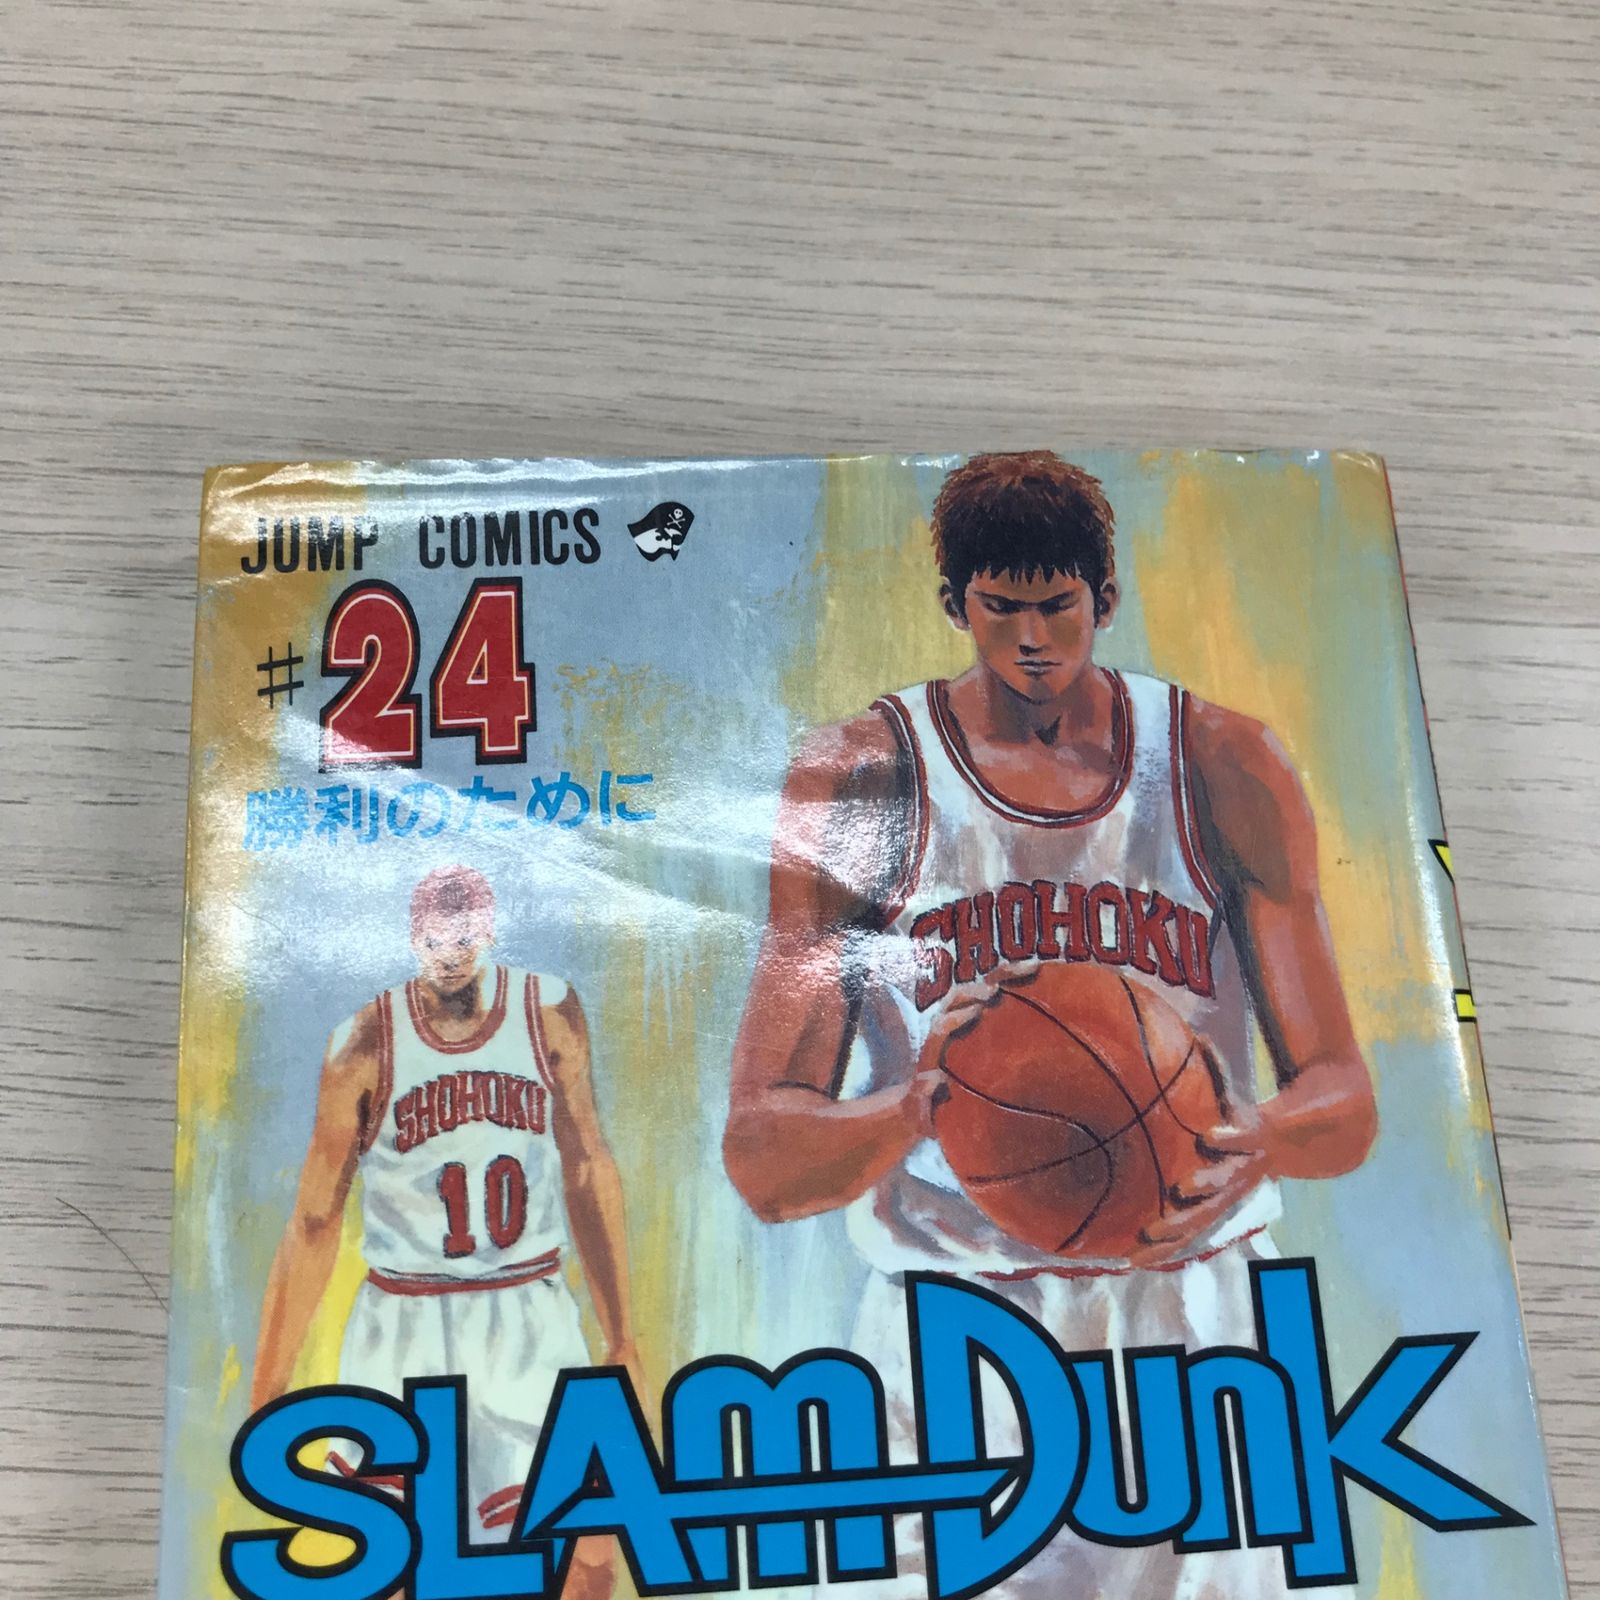 JUMP COMICS
#24
勝利のために
SHOHOKU
SHOHOKU
10
SLAM DUNK